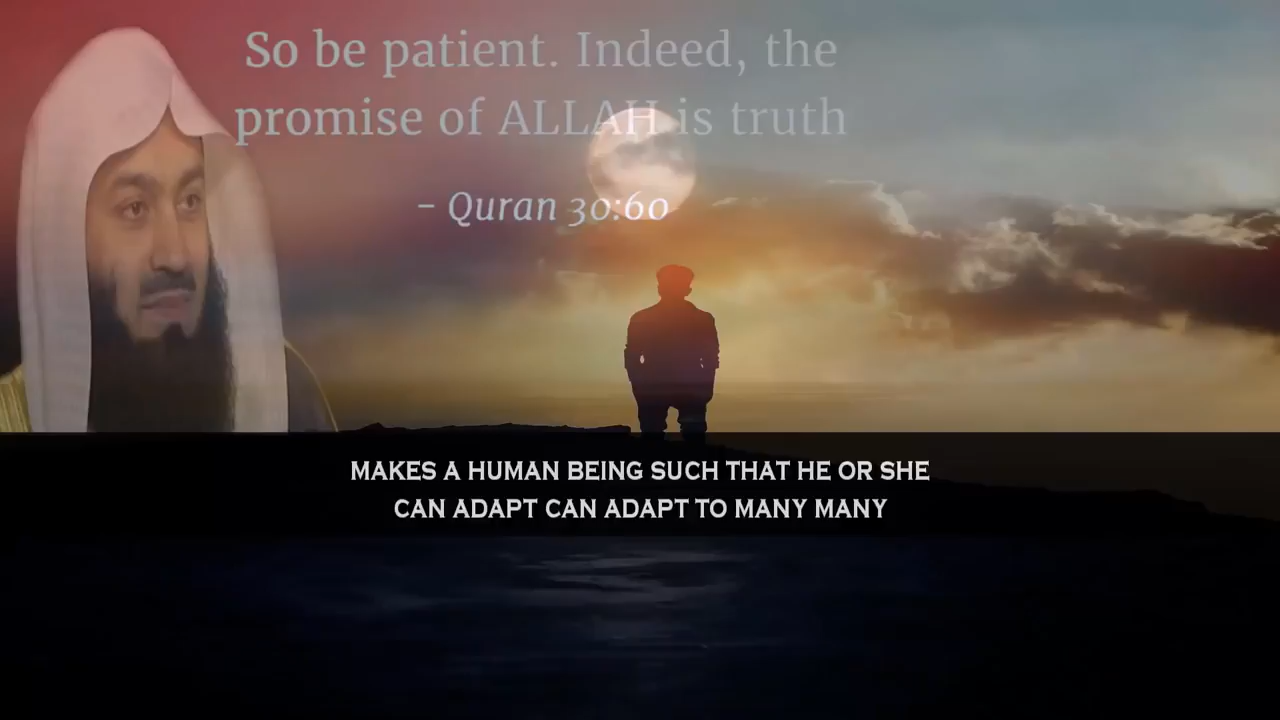 So be patient. Indeed, the
promise of ALLAH is truth
– Quran 30:60
MAKES A HUMAN BEING SUCH THAT HE OR SHE
CAN ADAPT CAN ADAPT TO MANY MANY